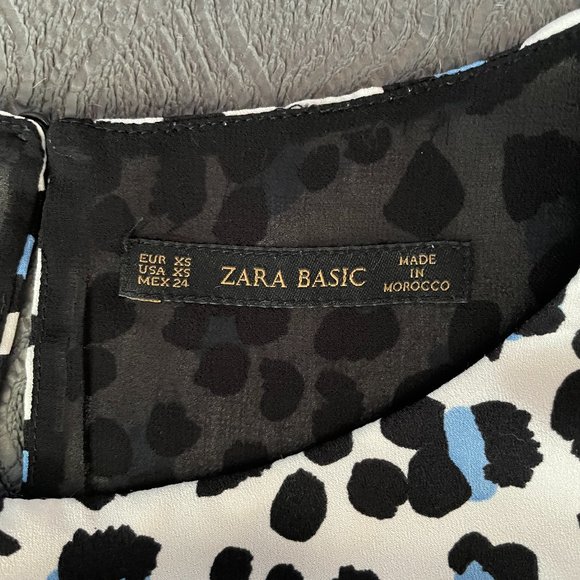 EUR XS
USA XS
MEX 24
ZARA BASIC
MADE
IN
MOROCCO